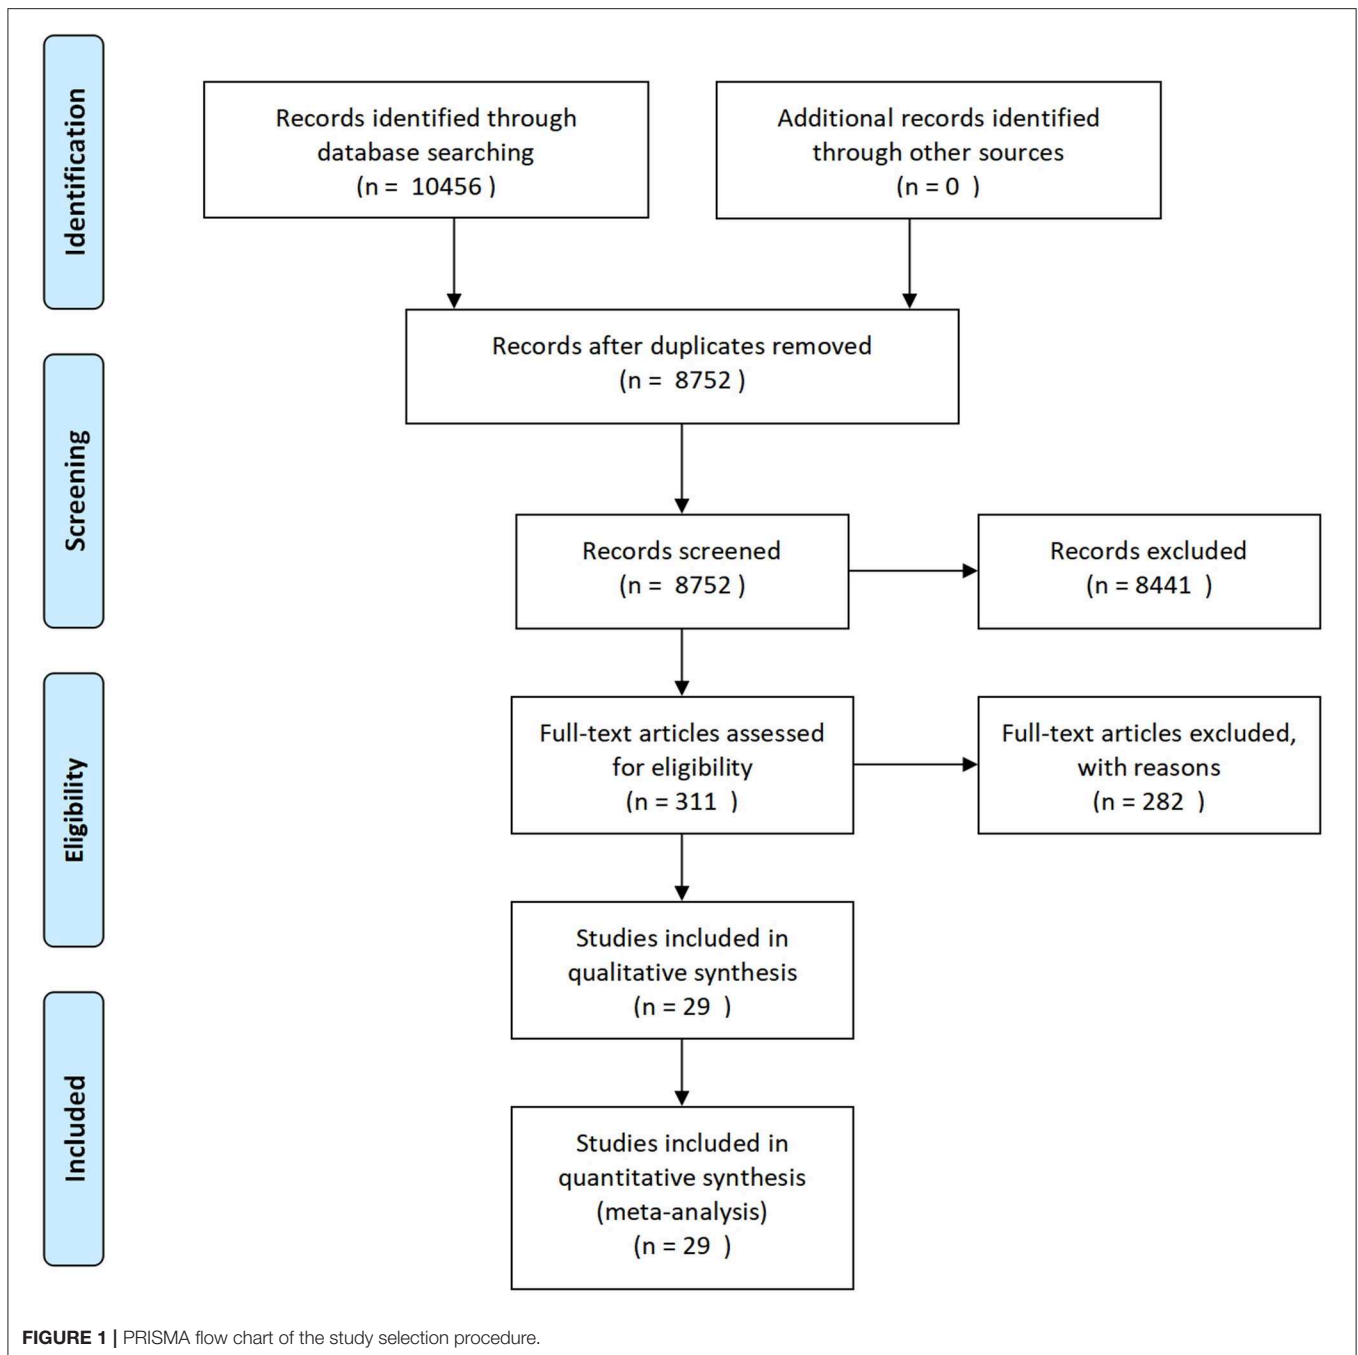 Identification
Records identified through
database searching
(n = 10456 )
Additional records identified
through other sources
(n = 0 )
Records after duplicates removed
(n = 8752 )
Screening
Records screened
(n = 8752 )
Records excluded
(n = 8441 )
Eligibility
Full-text articles assessed
for eligibility
(n = 311 )
Full-text articles excluded,
with reasons
(n = 282 )
Studies included in
qualitative synthesis
(n = 29 )
Included
Studies included in
quantitative synthesis
(meta-analysis)
(n = 29 )
FIGURE 1 | PRISMA flow chart of the study selection procedure.